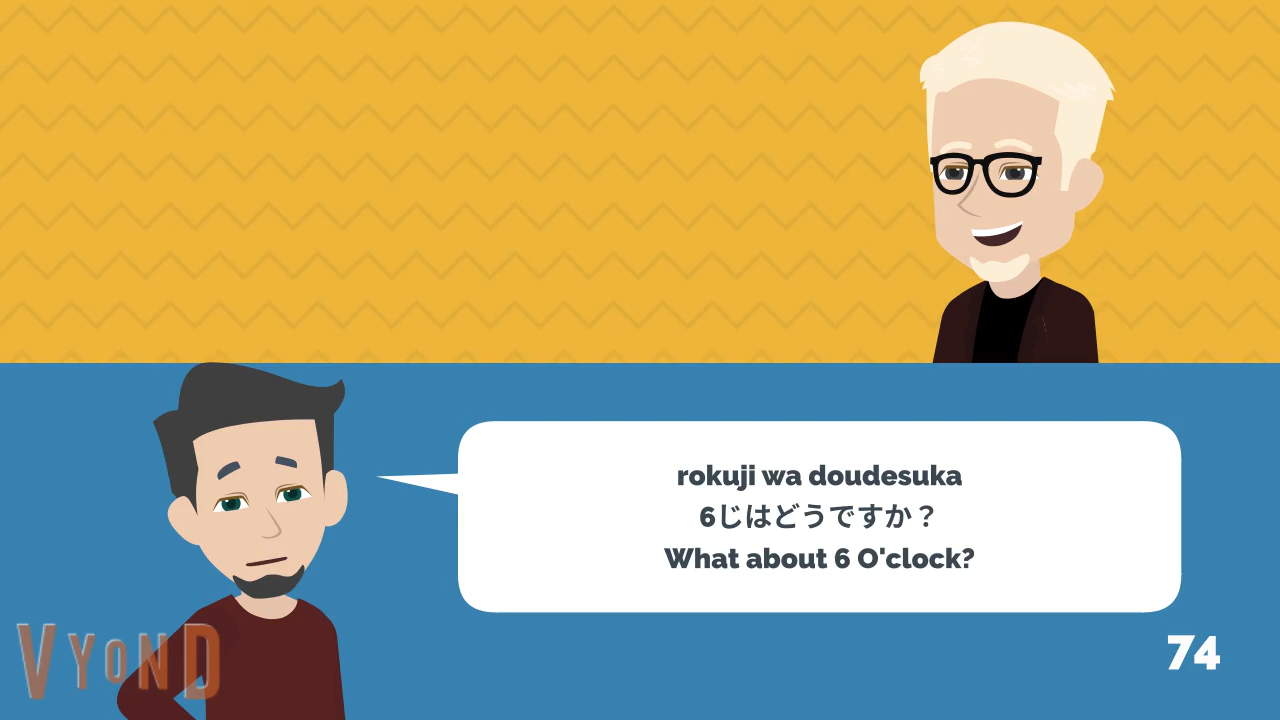 rokuji wa doudesuka
6じはどうですか？
What about 6 O'clock?
74
VYOND